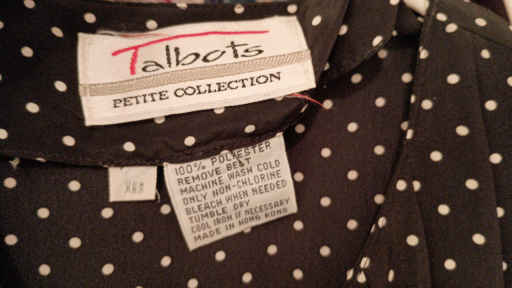 Talbots
PETITE COLLECTION
100% POLYESTER
REMOVE BELT
MACHINE WASH COLD
ONLY NON-CHLORINE
BLEACH WHEN NEEDED
TUMBLE DRY
COOL IRON IF NECESSARY
MADE IN HONG KONG